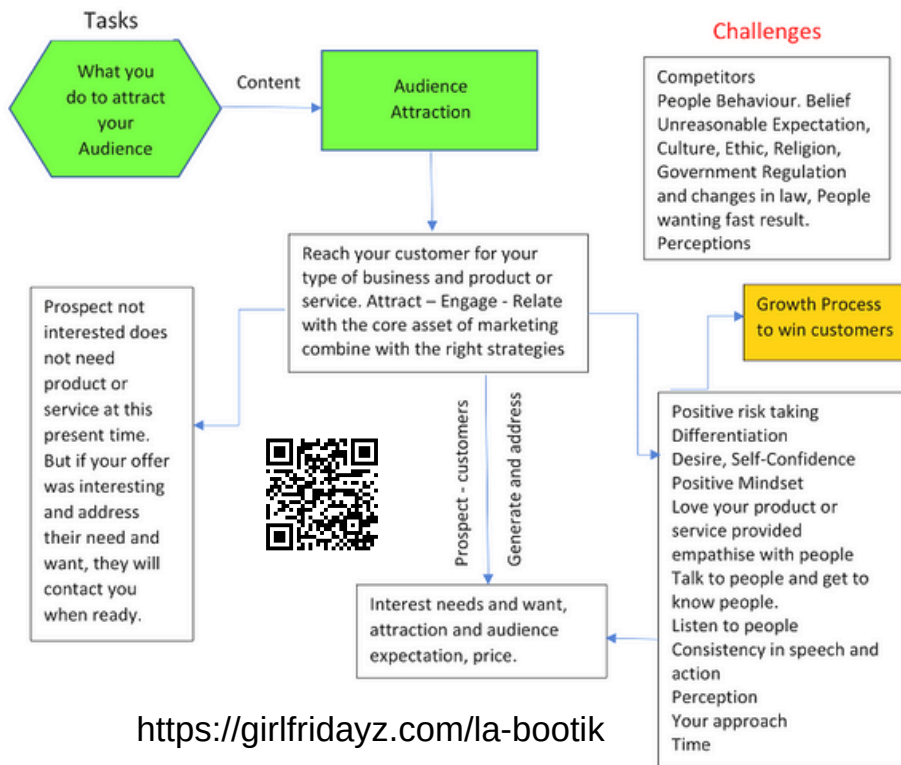 Tasks
What you
do to attract
your
Audience
Content
Audience
Attraction
Challenges
Competitors
People Behaviour. Belief
Unreasonable Expectation,
Culture, Ethic, Religion,
Government Regulation
and changes in law, People
wanting fast result.
Perceptions
Reach your customer for your
type of business and product or
service. Attract – Engage - Relate
with the core asset of marketing
combine with the right strategies
Growth Process
to win customers
Prospect not
interested does
not need
product or
service at this
present time.
But if your offer
was interesting
and address
their need and
want, they will
contact you
when ready.
Prospect - customers
Generate and address
Positive risk taking
Differentiation
Desire, Self-Confidence
Positive Mindset
Love your product or
service provided
empathise with people
Talk to people and get to
know people.
Listen to people
Consistency in speech and
action
Perception
Your approach
Time
Interest needs and want,
attraction and audience
expectation, price.
https://girlfridayz.com/la-bootik